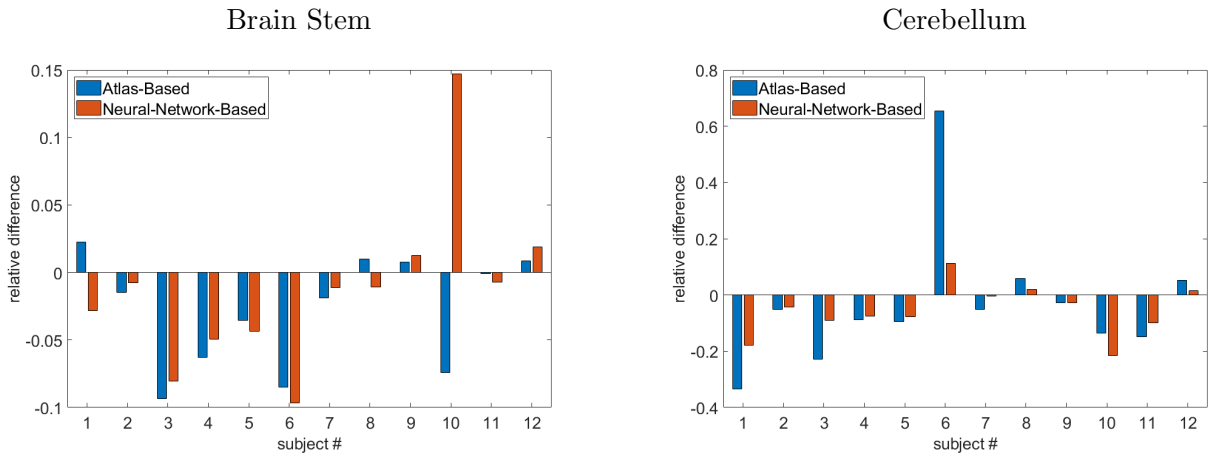 Brain Stem
0.15
0.1
0.05
0
-0.05
-0.1
relative difference
Atlas-Based
Neural-Network-Based
1 2 3 4 5 6 7 8 9 10 11 12
subject #
Cerebellum
0.8
0.6
0.4
0.2
0
-0.2
-0.4
relative difference
Atlas-Based
Neural-Network-Based
1 2 3 4 5 6 7 8 9 10 11 12
subject #